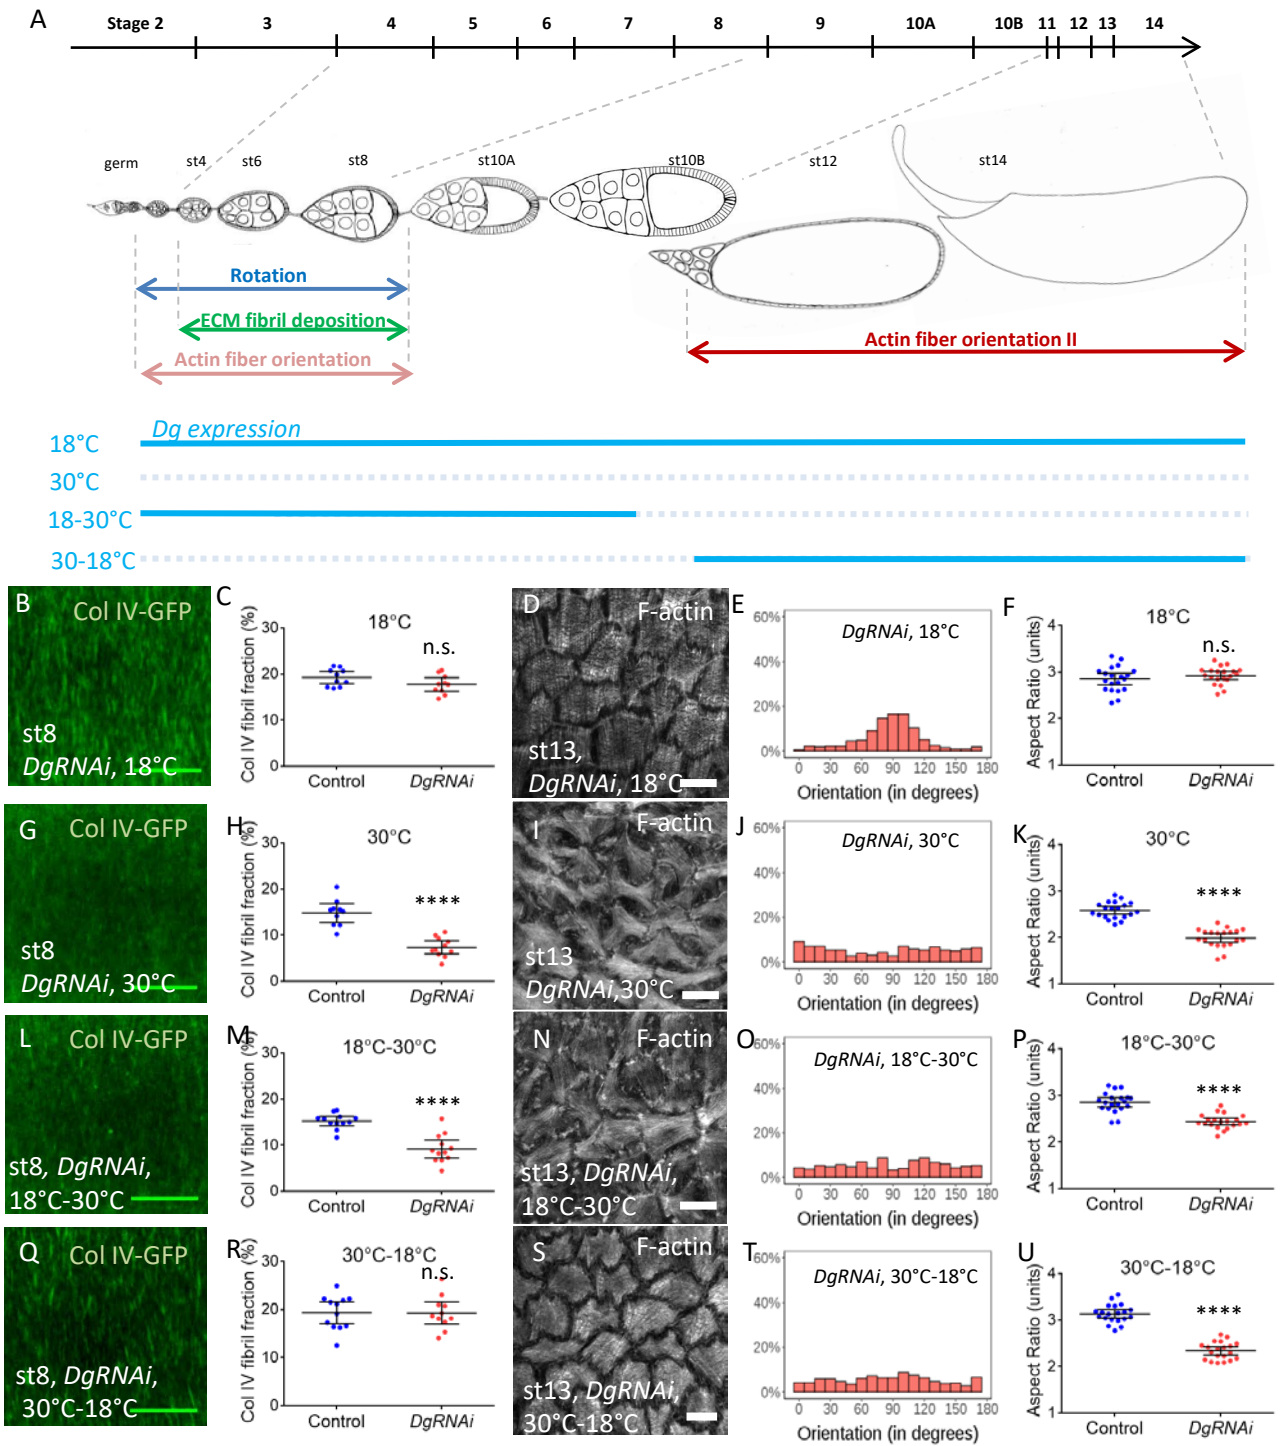 A
Stage 2 3 4 5 6 7 8 9 10A 10B 11 12 13 14
germ st4 st6 st8 st10A st10B st12 st14
Rotation
ECM fibril deposition
Actin fiber orientation
Actin fiber orientation II
Dg expression
18°C
30°C
18-30°C
30-18°C
B
Col IV-GFP
st8
DgRNAi, 18°C
C
18°C
n.s.
Col IV fibril fraction (%)
30
20
10
0
Control DgRNAi
D
F-actin
st13,
DgRNAi, 18°C
E
DgRNAi, 18°C
60%
40%
20%
0%
0 30 60 90 120 150 180
Orientation (in degrees)
F
18°C
n.s.
Aspect Ratio (units)
4
3
2
1
Control DgRNAi
G
Col IV-GFP
st8
DgRNAi, 30°C
H
30°C
****
Col IV fibril fraction (%)
30
20
10
0
Control DgRNAi
I
F-actin
st13
DgRNAi,30°C
J
DgRNAi, 30°C
60%
40%
20%
0%
0 30 60 90 120 150 180
Orientation (in degrees)
K
30°C
****
Aspect Ratio (units)
4
3
2
1
Control DgRNAi
L
Col IV-GFP
st8, DgRNAi,
18°C-30°C
M
18°C-30°C
****
Col IV fibril fraction (%)
30
20
10
0
Control DgRNAi
N
F-actin
st13, DgRNAi,
18°C-30°C
O
DgRNAi, 18°C-30°C
60%
40%
20%
0%
0 30 60 90 120 150 180
Orientation (in degrees)
P
18°C-30°C
****
Aspect Ratio (units)
4
3
2
1
Control DgRNAi
Q
Col IV-GFP
st8, DgRNAi,
30°C-18°C
R
30°C-18°C
n.s.
Col IV fibril fraction (%)
30
20
10
0
Control DgRNAi
S
F-actin
st13, DgRNAi,
30°C-18°C
T
DgRNAi, 30°C-18°C
60%
40%
20%
0%
0 30 60 90 120 150 180
Orientation (in degrees)
U
30°C-18°C
****
Aspect Ratio (units)
4
3
2
1
Control DgRNAi